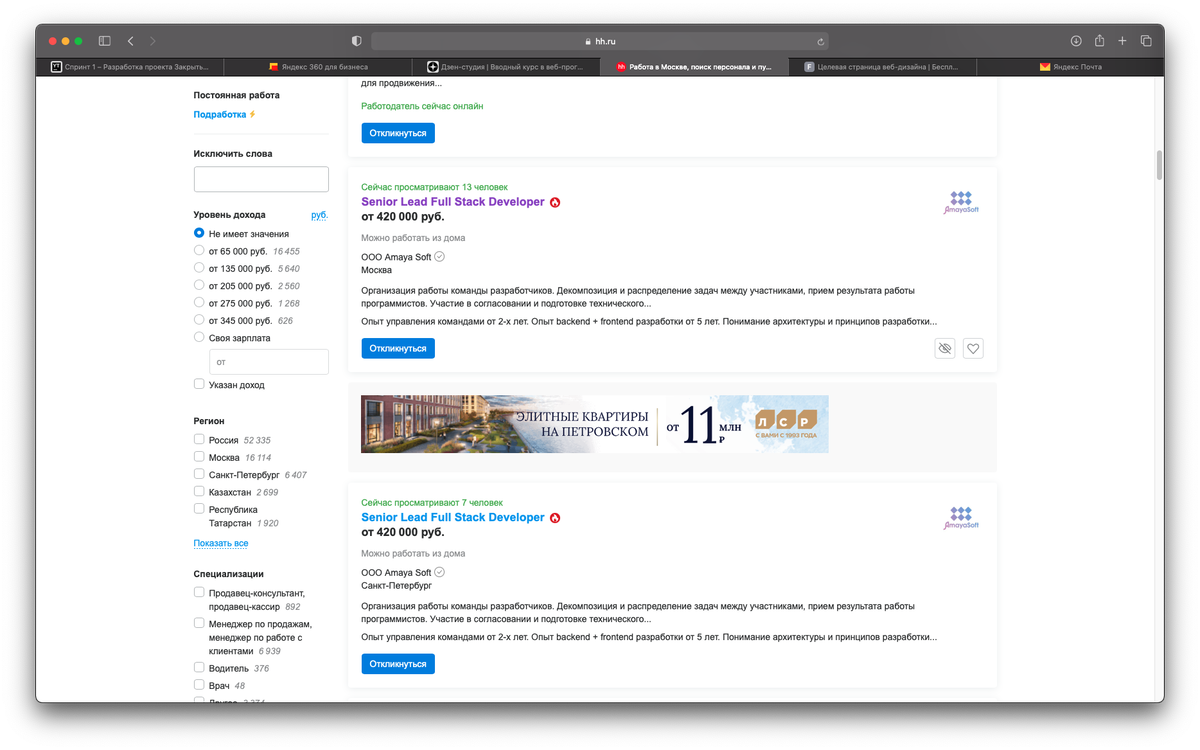 hh.ru
Спринт 1 – Разработка проекта Закрыть...
Яндекс 360 для бизнеса
Дзен-студия | Вводный курс в веб-прог...
hh Работа в Москве, поиск персонала и пу...
F Целевая страница веб-дизайна | Беспл...
Яндекс Почта
Постоянная работа
Подработка
Исключить слова
Уровень дохода руб.
Не имеет значения
от 65 000 руб. 16 455
от 135 000 руб. 5 640
от 205 000 руб. 2 560
от 275 000 руб. 1 268
от 345 000 руб. 626
Своя зарплата
от
Указан доход
Регион
Россия 52 335
Москва 16 114
Санкт-Петербург 6 407
Казахстан 2 699
Республика
Татарстан 1 920
Показать все
Специализации
Продавец-консультант,
продавец-кассир 892
Менеджер по продажам,
менеджер по работе с
клиентами 6 939
Водитель 376
Врач 48
для продвижения...
Работодатель сейчас онлайн
Откликнуться
Сейчас просматривают 13 человек
Senior Lead Full Stack Developer
от 420 000 руб.
Можно работать из дома
ООО Amaya Soft
Москва
Организация работы команды разработчиков. Декомпозиция и распределение задач между участниками, прием результата работы
программистов. Участие в согласовании и подготовке технического...
Опыт управления командами от 2-х лет. Опыт backend + frontend разработки от 5 лет. Понимание архитектуры и принципов разработки...
Откликнуться
AmayaSoft
ЭЛИТНЫЕ КВАРТИРЫ
НА ПЕТРОВСКОМ
от 11 млн
₽
ЛСР
С ВАМИ С 1993 ГОДА
Сейчас просматривают 7 человек
Senior Lead Full Stack Developer
от 420 000 руб.
Можно работать из дома
ООО Amaya Soft
Санкт-Петербург
Организация работы команды разработчиков. Декомпозиция и распределение задач между участниками, прием результата работы
программистов. Участие в согласовании и подготовке технического...
Опыт управления командами от 2-х лет. Опыт backend + frontend разработки от 5 лет. Понимание архитектуры и принципов разработки...
Откликнуться
AmayaSoft